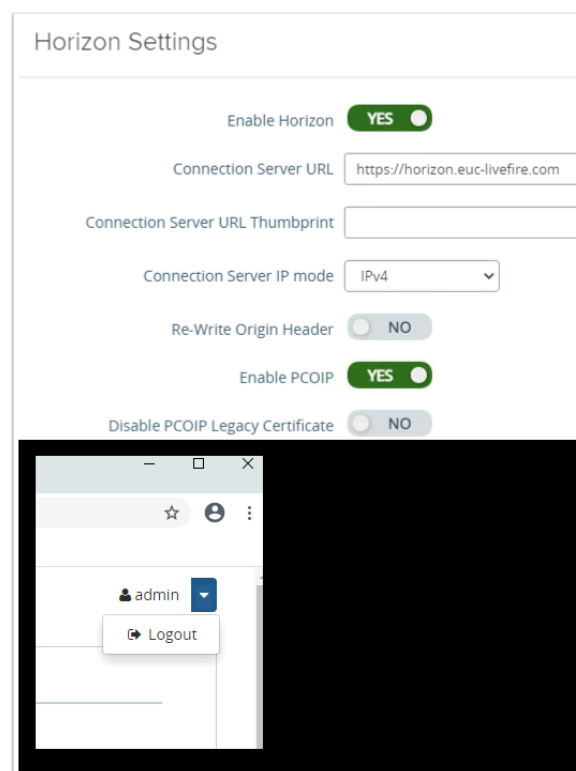 Horizon Settings
Enable Horizon YES
Connection Server URL https://horizon.euc-livefire.com
Connection Server URL Thumbprint
Connection Server IP mode IPv4
Re-Write Origin Header NO
Enable PCOIP YES
Disable PCOIP Legacy Certificate NO
admin
Logout